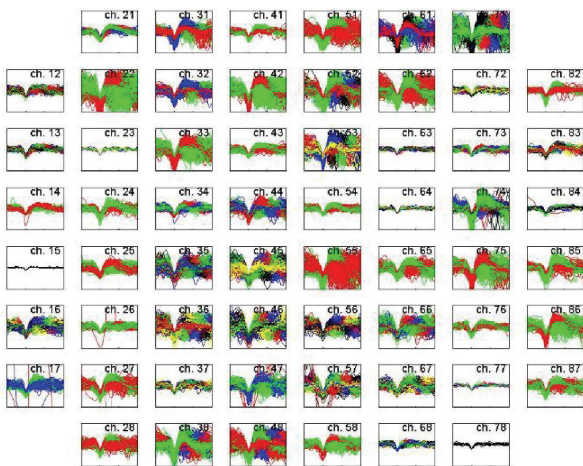 ch. 21 ch. 31 ch. 41 ch. 51 ch. 61
ch. 12 ch. 22 ch. 32 ch. 42 ch. 52 ch. 62 ch. 72 ch. 82
ch. 13 ch. 23 ch. 33 ch. 43 ch. 53 ch. 63 ch. 73 ch. 83
ch. 14 ch. 24 ch. 34 ch. 44 ch. 54 ch. 64 ch. 74 ch. 84
ch. 15 ch. 25 ch. 35 ch. 45 ch. 55 ch. 65 ch. 75 ch. 85
ch. 16 ch. 26 ch. 36 ch. 46 ch. 56 ch. 66 ch. 76 ch. 86
ch. 17 ch. 27 ch. 37 ch. 47 ch. 57 ch. 67 ch. 77 ch. 87
ch. 28 ch. 38 ch. 48 ch. 58 ch. 68 ch. 78